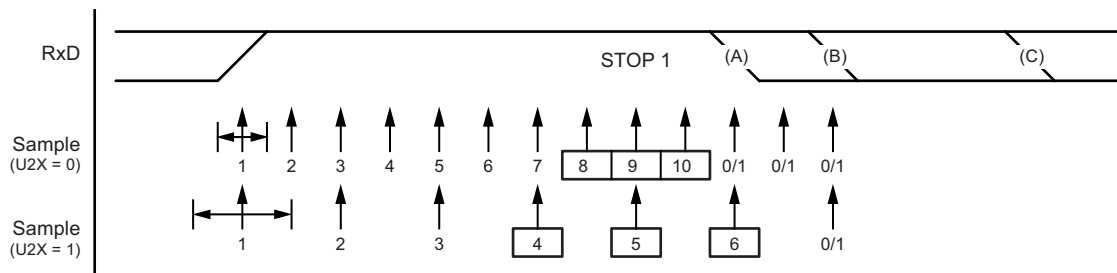 RxD
STOP 1
(A)
(B)
(C)
Sample
(U2X = 0)
1 2 3 4 5 6 7 8 9 10 0/1 0/1 0/1
Sample
(U2X = 1)
1 2 3 4 5 6 0/1